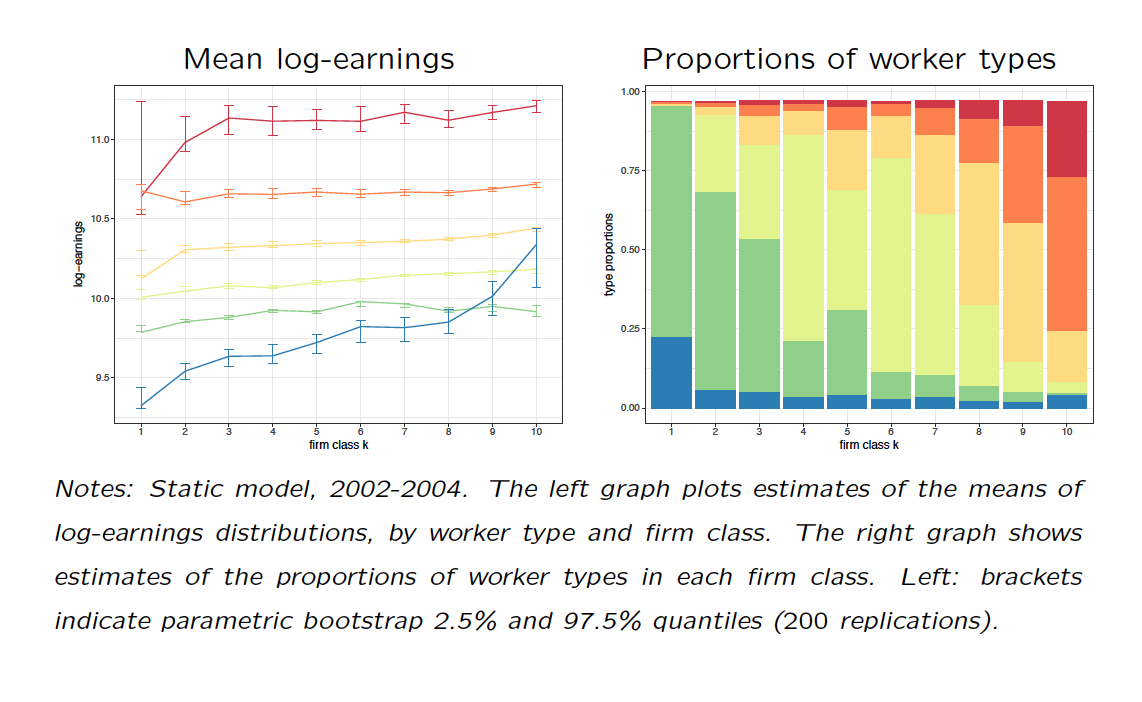 Mean log-earnings
11.0
10.5
10.0
9.5
log−earnings
1 2 3 4 5 6 7 8 9 10
firm class k
Proportions of worker types
1.00
0.75
0.50
0.25
0.00
type proportions
1 2 3 4 5 6 7 8 9 10
firm class k
Notes: Static model, 2002-2004. The left graph plots estimates of the means of
log-earnings distributions, by worker type and firm class. The right graph shows
estimates of the proportions of worker types in each firm class. Left: brackets
indicate parametric bootstrap 2.5% and 97.5% quantiles (200 replications).